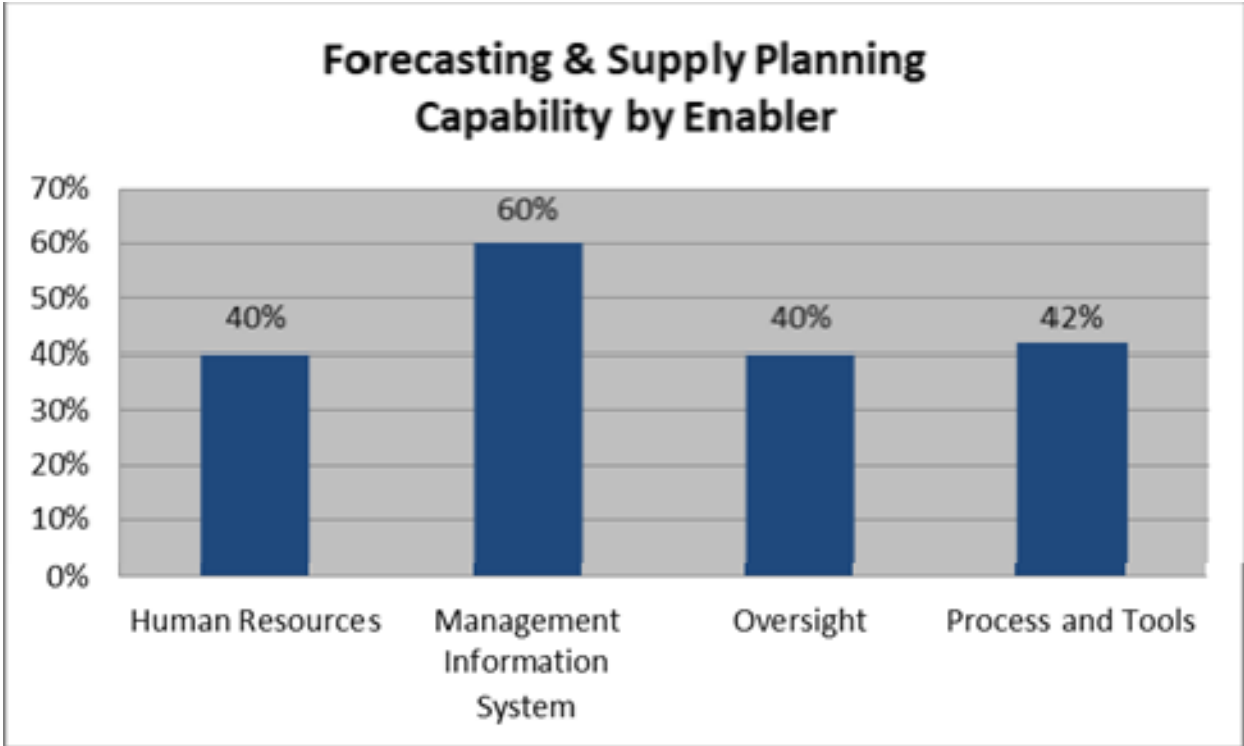 Forecasting & Supply Planning
Capability by Enabler
70%
60%
50%
40%
30%
20%
10%
0%
40%
60%
40%
42%
Human Resources
Management
Information
System
Oversight
Process and Tools